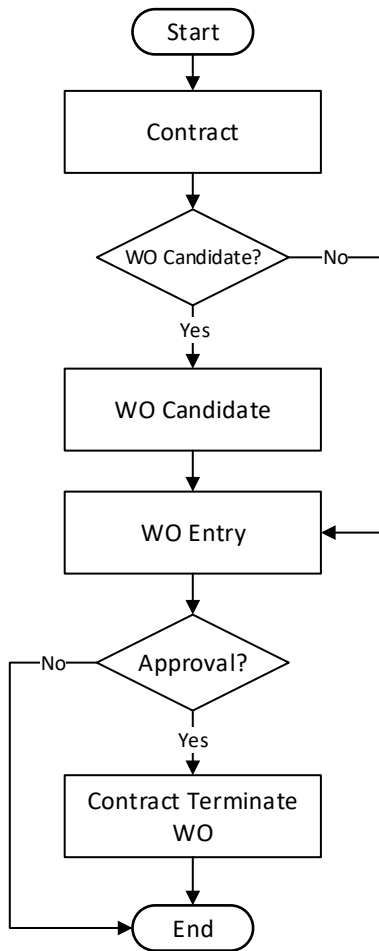 Start
Contract
WO Candidate?
No
Yes
WO Candidate
WO Entry
No
Approval?
Yes
Contract Terminate
WO
End